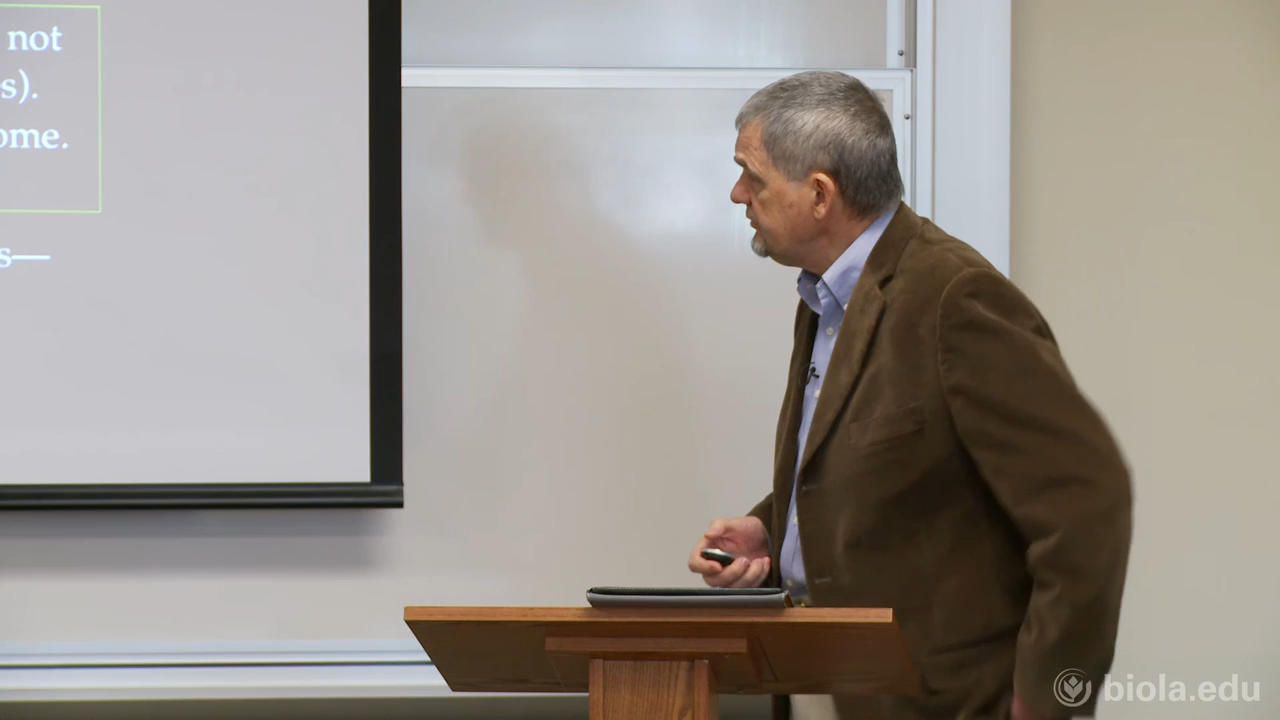 not
s).
ome.
s—
biola.edu